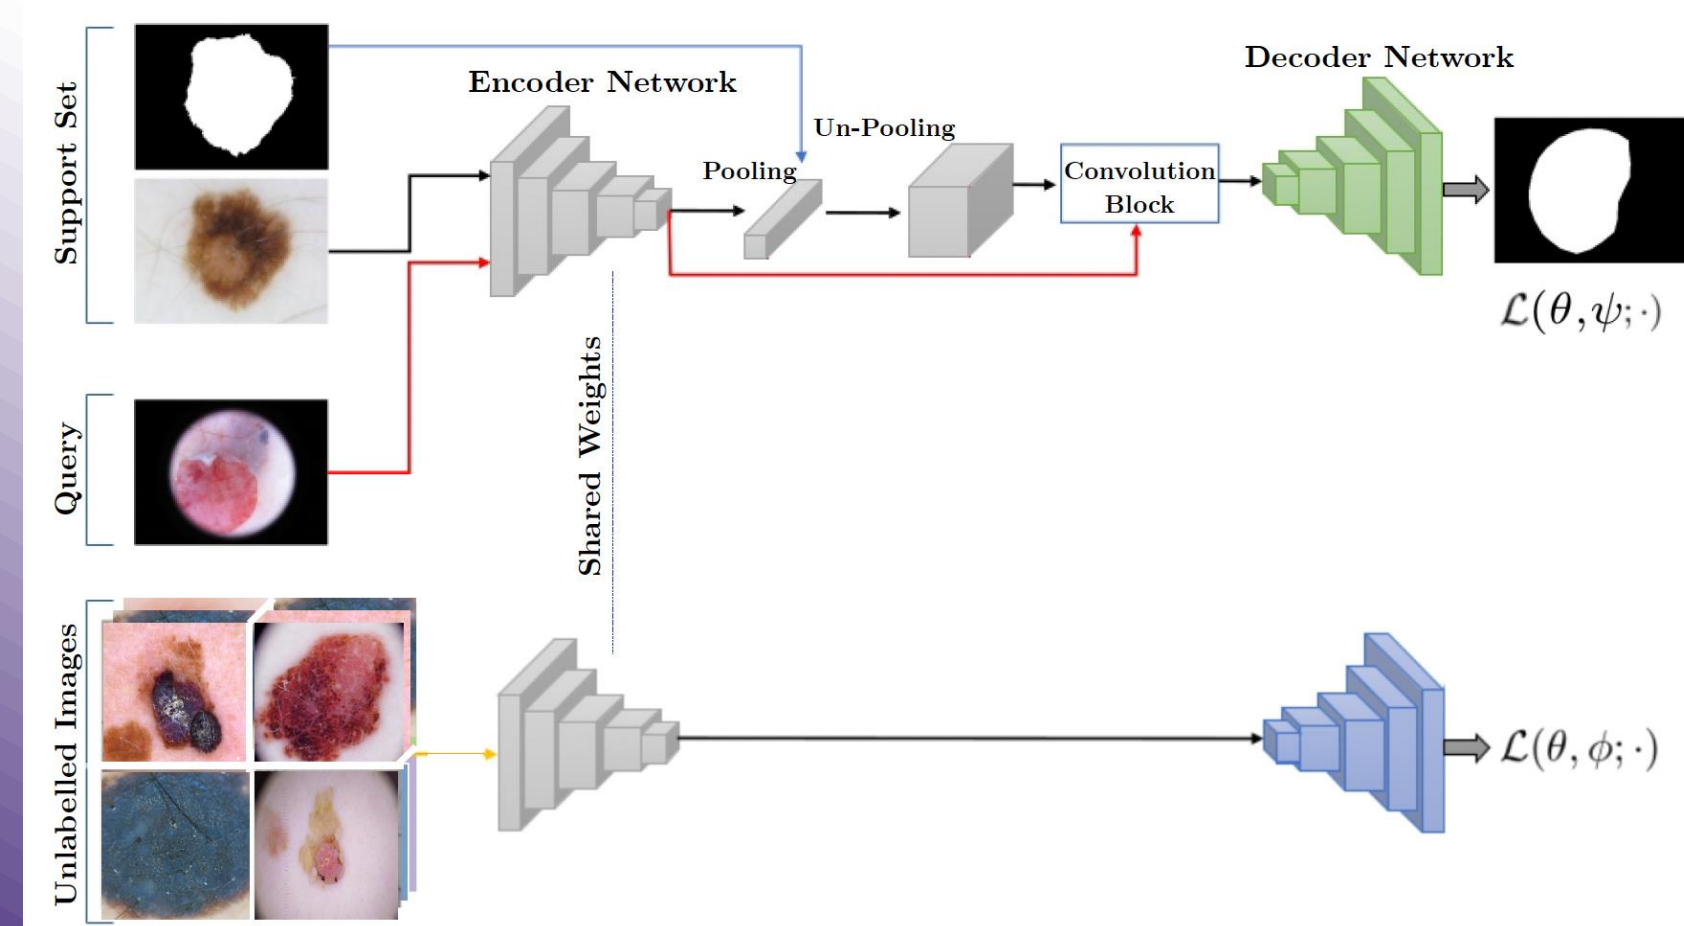 Support Set
Encoder Network
Pooling
Un-Pooling
Convolution
Block
Decoder Network
ℒ(θ,ψ;·)
Query
Shared Weights
Unlabelled Images
ℒ(θ,ϕ;·)